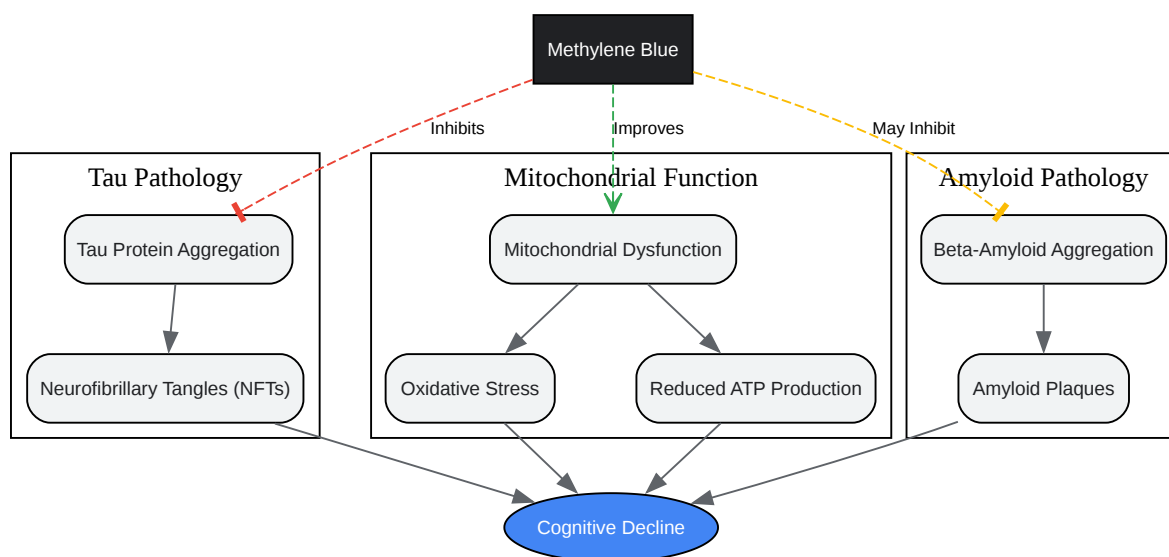 Methylene Blue
Inhibits
Improves
May Inhibit
Tau Pathology
Mitochondrial Function
Amyloid Pathology
Tau Protein Aggregation
Mitochondrial Dysfunction
Beta-Amyloid Aggregation
Neurofibrillary Tangles (NFTs)
Oxidative Stress
Reduced ATP Production
Amyloid Plaques
Cognitive Decline